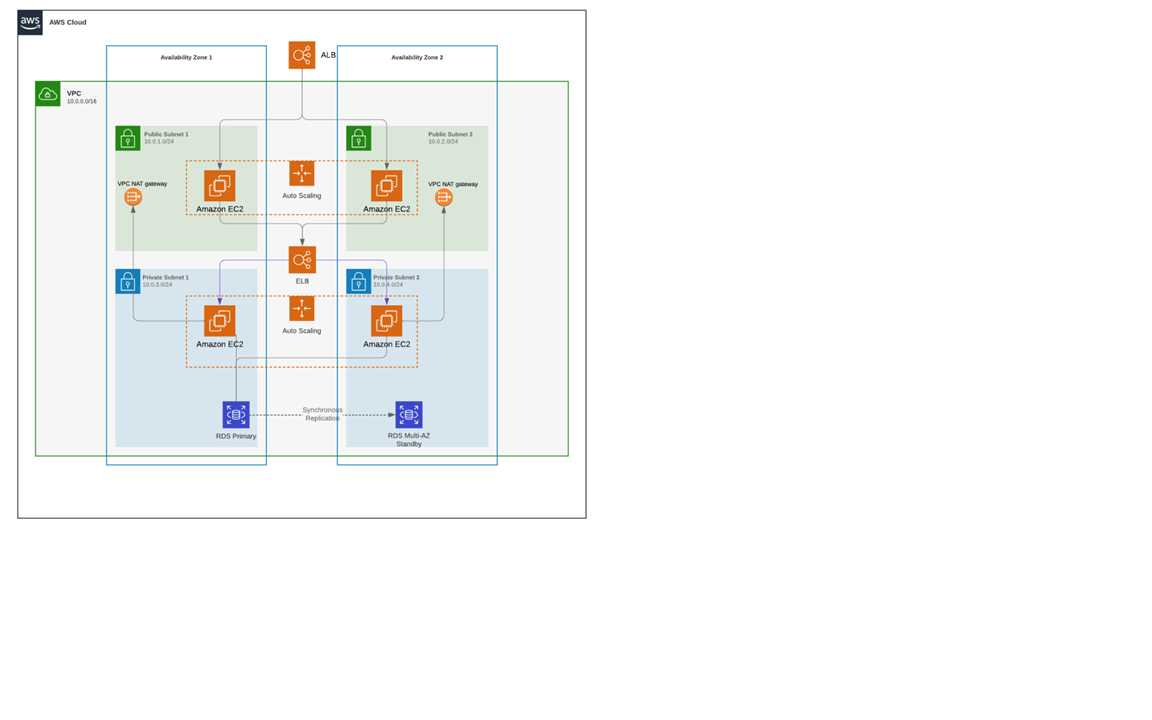 aws
AWS Cloud
Availability Zone 1
ALB
Availability Zone 2
VPC
10.0.0.0/16
Public Subnet 1
10.0.1.0/24
Public Subnet 2
10.0.2.0/24
VPC NAT gateway
Auto Scaling
VPC NAT gateway
Amazon EC2
Amazon EC2
ELB
Private Subnet 1
10.0.3.0/24
Private Subnet 2
10.0.4.0/24
Auto Scaling
Amazon EC2
Amazon EC2
Synchronous
Replication
RDS Primary
RDS Multi-AZ
Standby